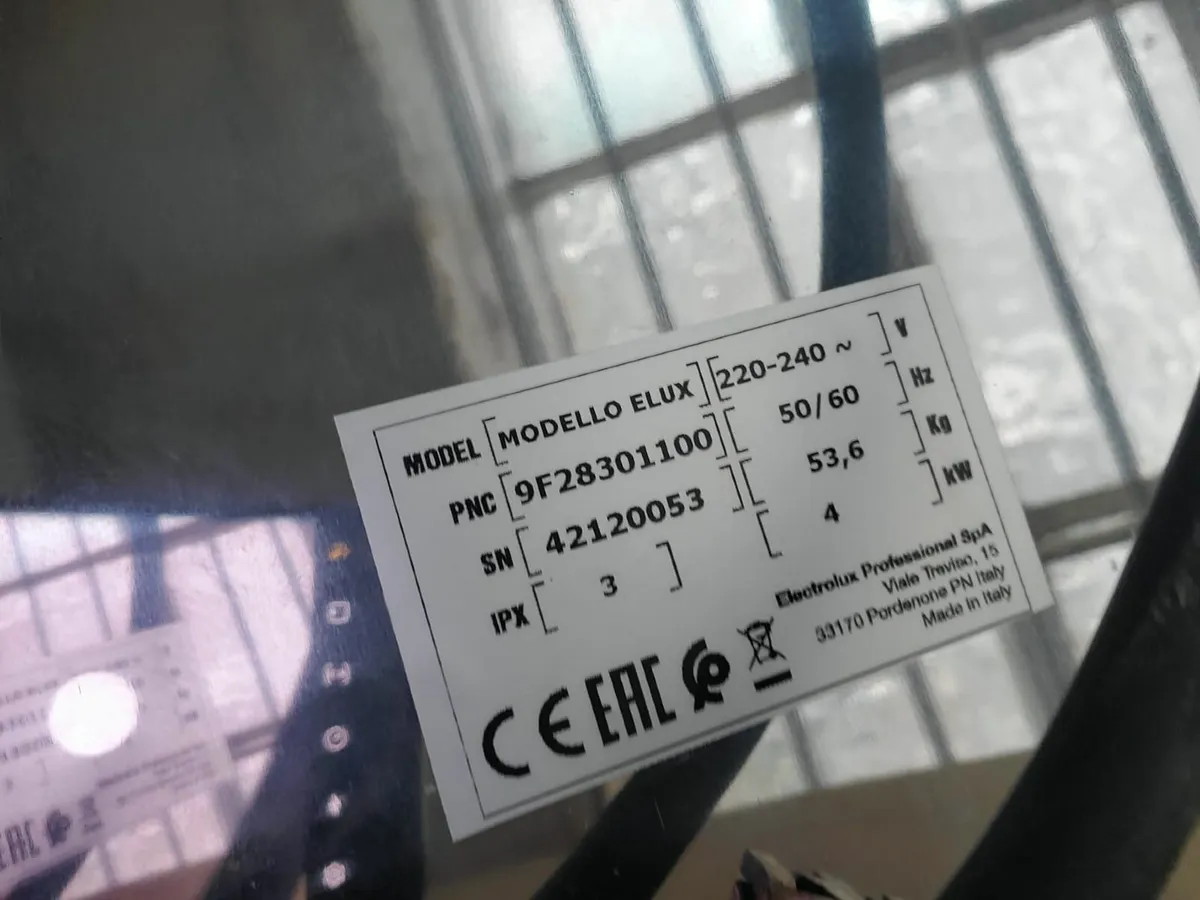 MODEL [MODELLO ELUX] [220-240 ~] V
PNC [9F28301100] [50/60] Hz
SN [42120053] [53,6] Kg
IPX [3] [4] kW
Electrolux Professional SpA
Viale Treviso, 15
33170 Pordenone PN Italy
Made in Italy
CE EAC